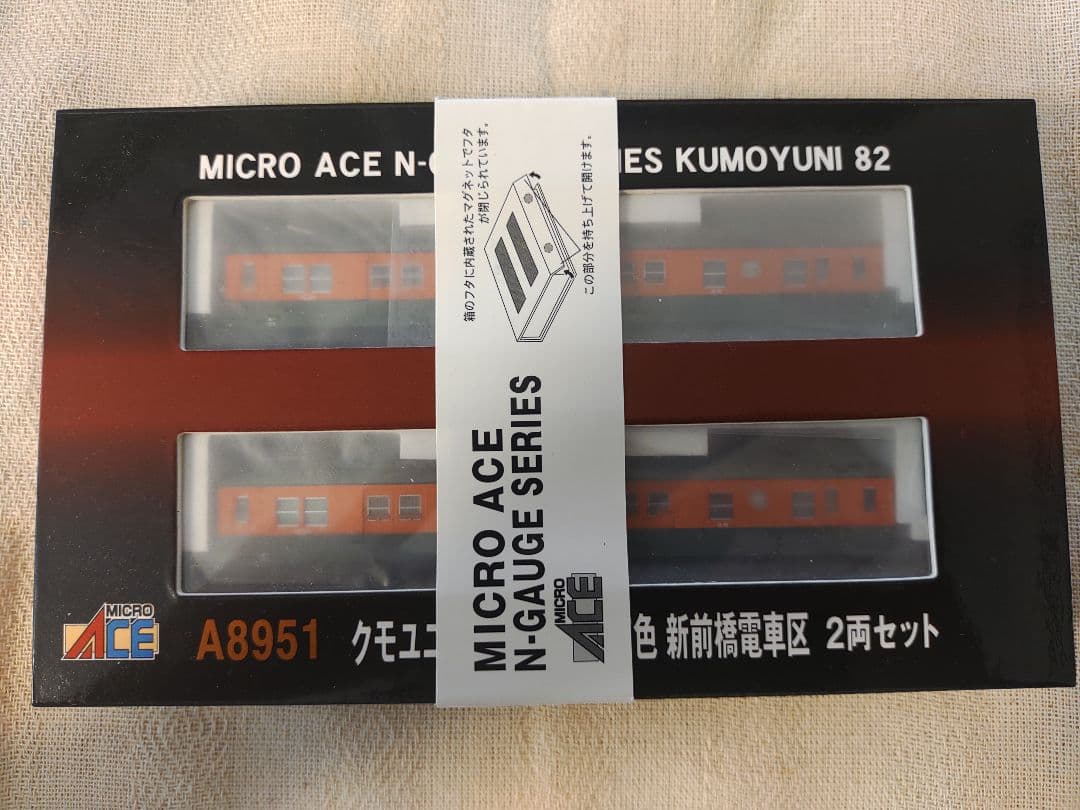 MICRO ACE N-
IES KUMOYUNI 82
箱のフタに内蔵されたマグネットでフタ
が閉じられています。
この部分を持ち上げて開けます。
MICRO ACE
N-GAUGE SERIES
MICRO
ACE
MICRO
ACE
A8951 クモユニ
色 新前橋電車区 2両セット